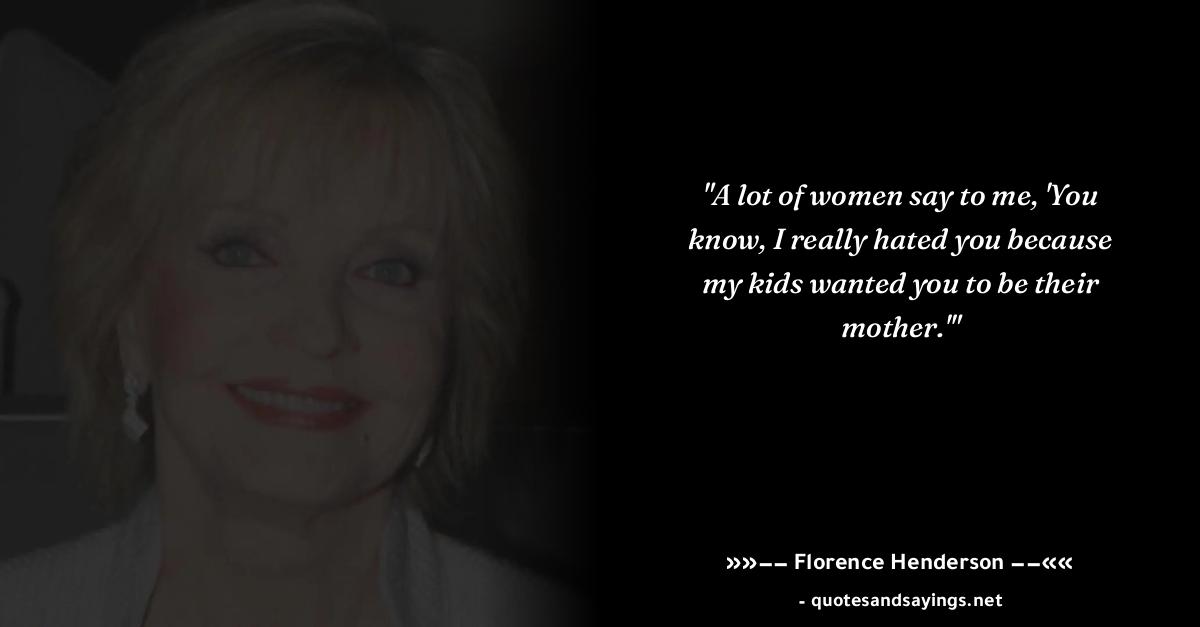 "A lot of women say to me, 'You
know, I really hated you because
my kids wanted you to be their
mother.'"
»»–– Florence Henderson ––««
- quotesandsayings.net